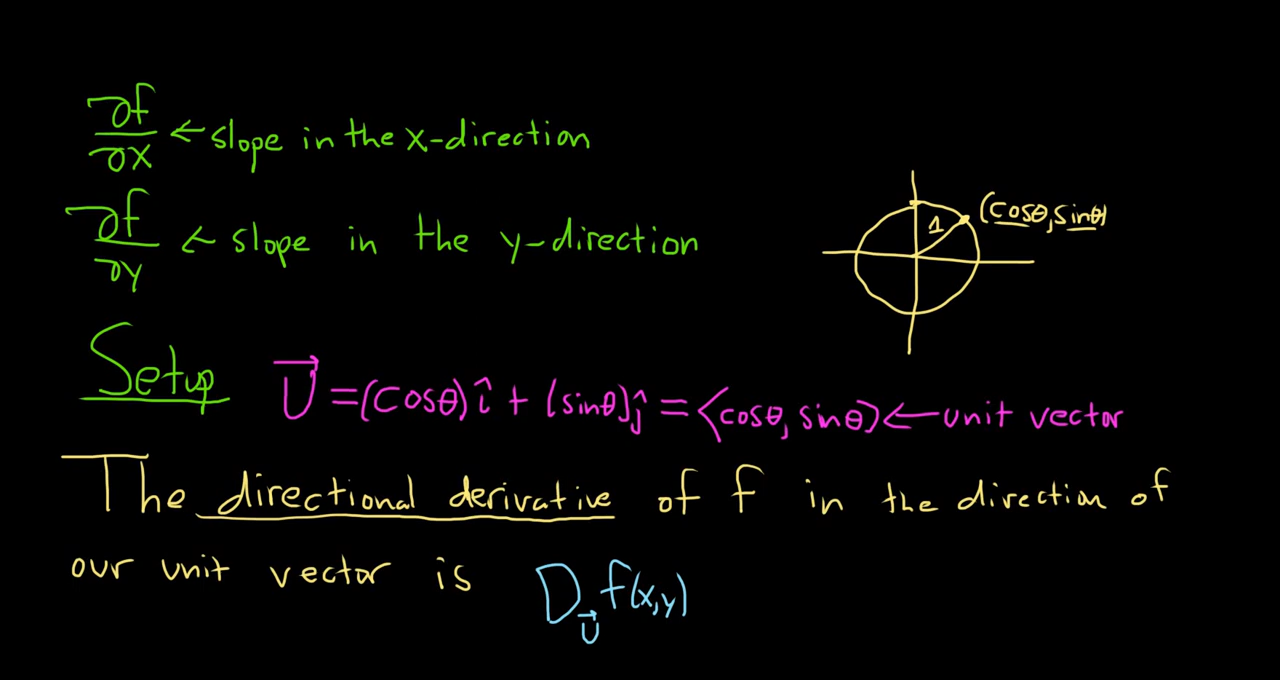 ∂f/∂x ← slope in the x-direction
∂f/∂y ← slope in the y-direction
1 (cosθ, sinθ)
Setup U⃗ = (cosθ) î + (sinθ) ĵ = ⟨cosθ, sinθ⟩ ← unit vector
The directional derivative of f in the direction of
our unit vector is D_U⃗ f(x,y)